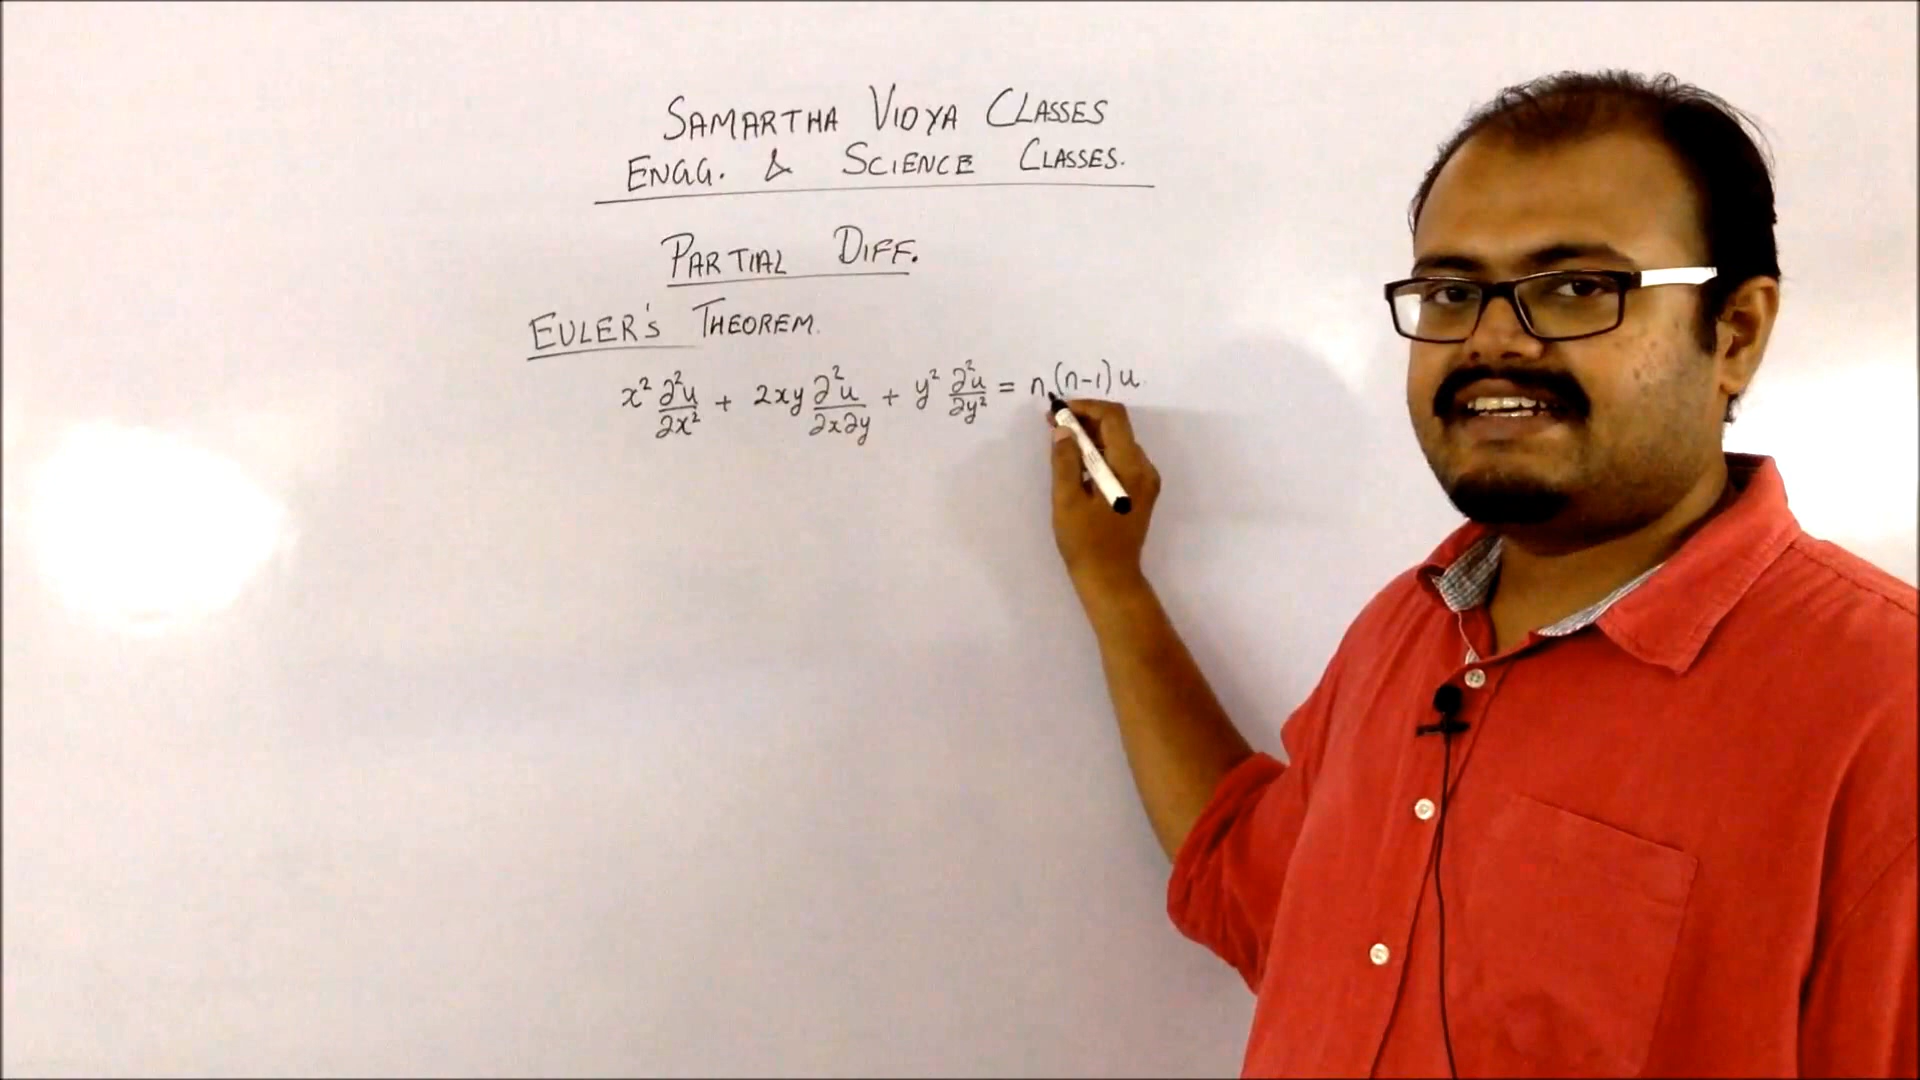 SAMARTHA VIDYA CLASSES
ENGG. & SCIENCE CLASSES.
PARTIAL DIFF.
EULER'S THEOREM.
x² ∂²u/∂x² + 2xy ∂²u/∂x∂y + y² ∂²u/∂y² = n(n-1)u